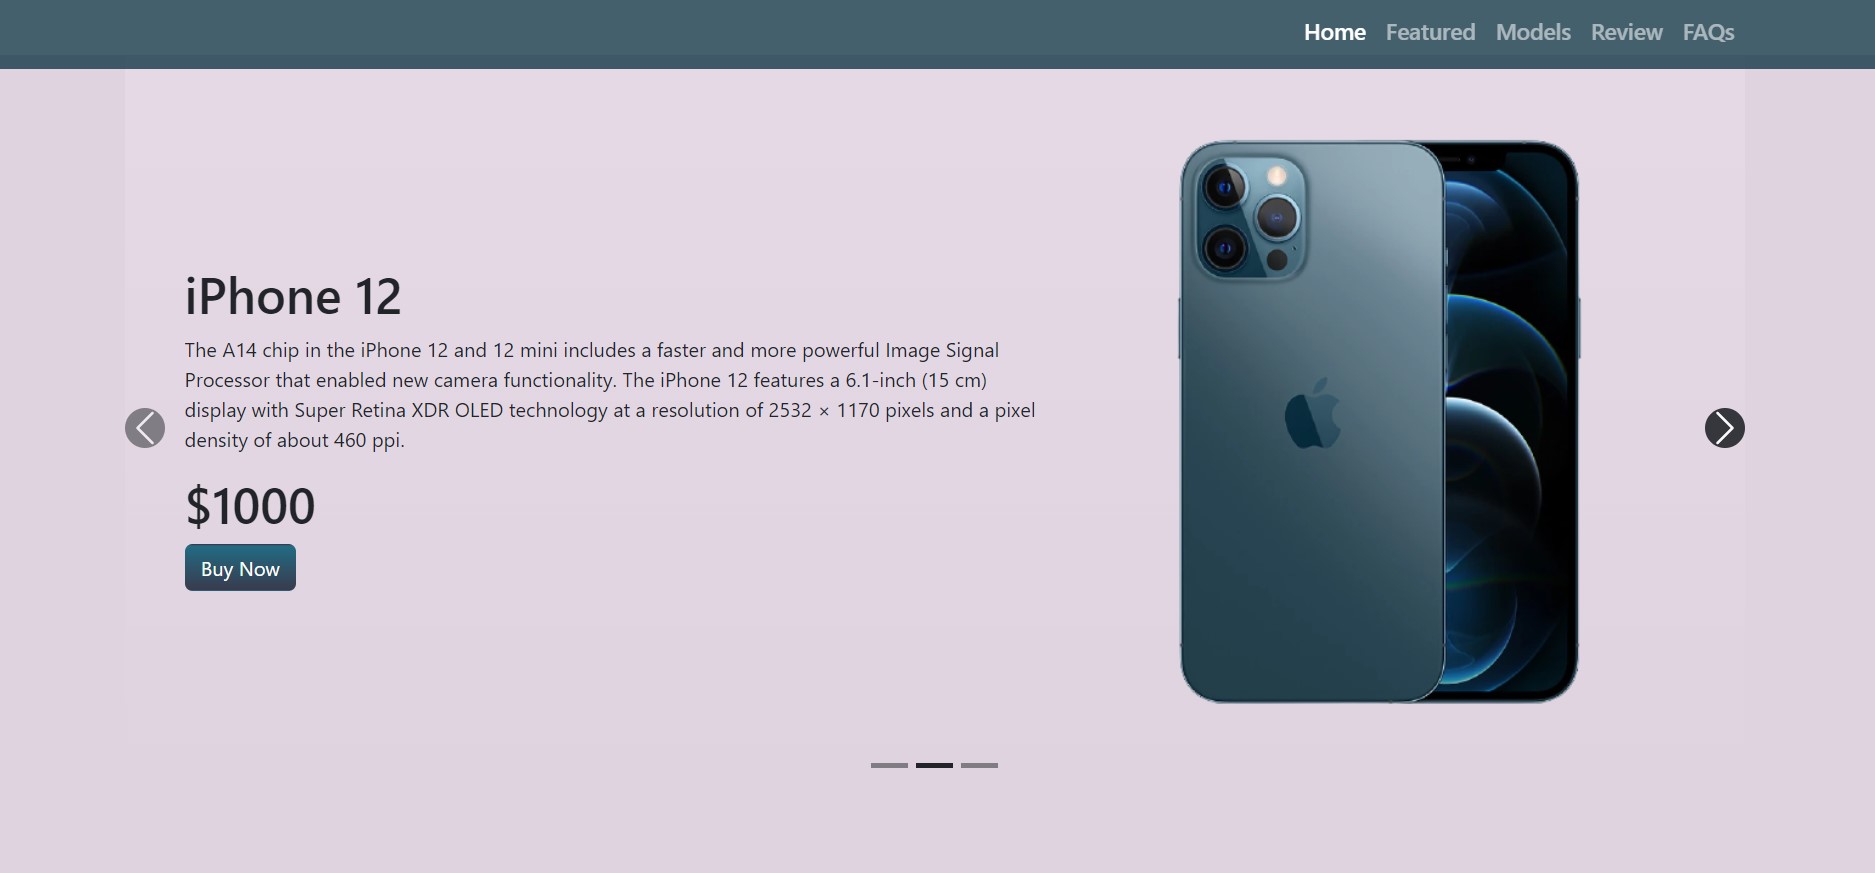 Home Featured Models Review FAQs
iPhone 12
The A14 chip in the iPhone 12 and 12 mini includes a faster and more powerful Image Signal
Processor that enabled new camera functionality. The iPhone 12 features a 6.1-inch (15 cm)
display with Super Retina XDR OLED technology at a resolution of 2532 × 1170 pixels and a pixel
density of about 460 ppi.
$1000
Buy Now